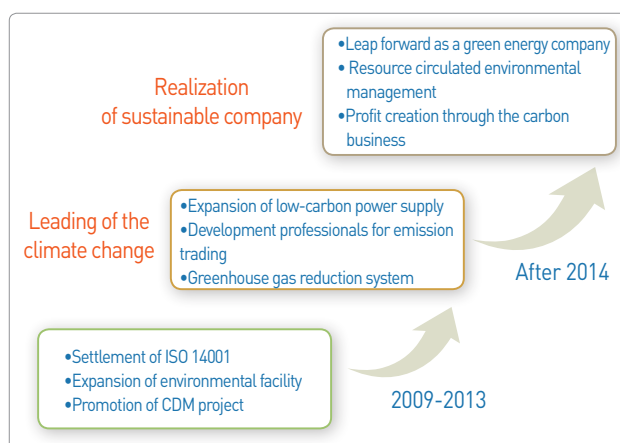 Realization
of sustainable company
•Leap forward as a green energy company
• Resource circulated environmental
management
•Profit creation through the carbon
business
Leading of the
climate change
•Expansion of low-carbon power supply
•Development professionals for emission
trading
•Greenhouse gas reduction system
After 2014
•Settlement of ISO 14001
•Expansion of environmental facility
•Promotion of CDM project
2009-2013